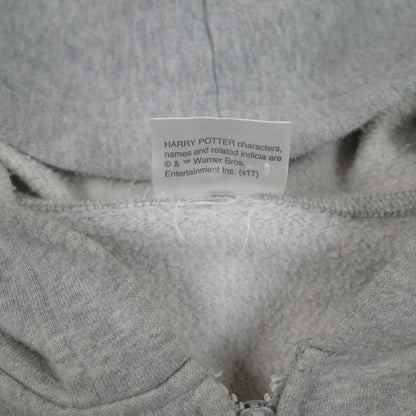 HARRY POTTER characters,
names and related indicia are
© & ™ Warner Bros.
Entertainment Inc. (s17)